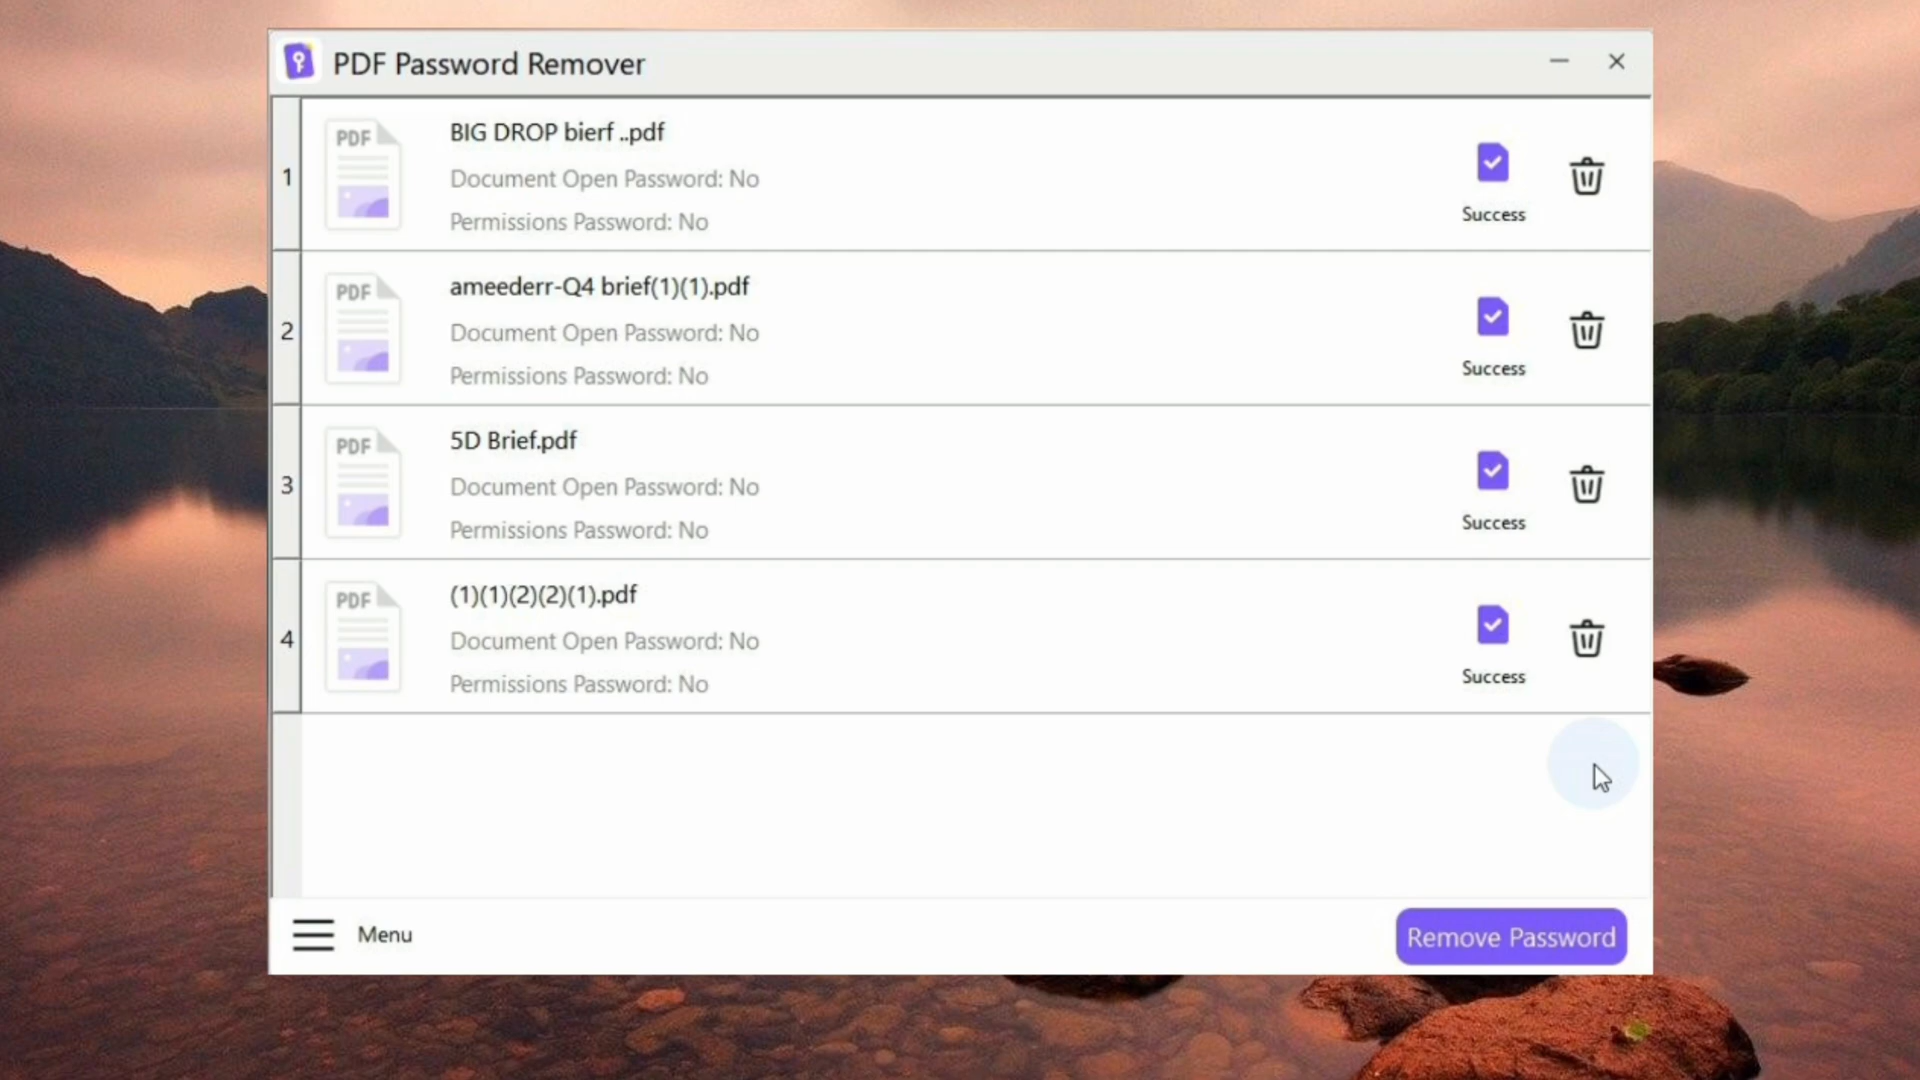 PDF Password Remover
1
PDF
BIG DROP bierf ..pdf
Document Open Password: No
Permissions Password: No
Success
2
PDF
ameederr-Q4 brief(1)(1).pdf
Document Open Password: No
Permissions Password: No
Success
3
PDF
5D Brief.pdf
Document Open Password: No
Permissions Password: No
Success
4
PDF
(1)(1)(2)(2)(1).pdf
Document Open Password: No
Permissions Password: No
Success
Menu
Remove Password